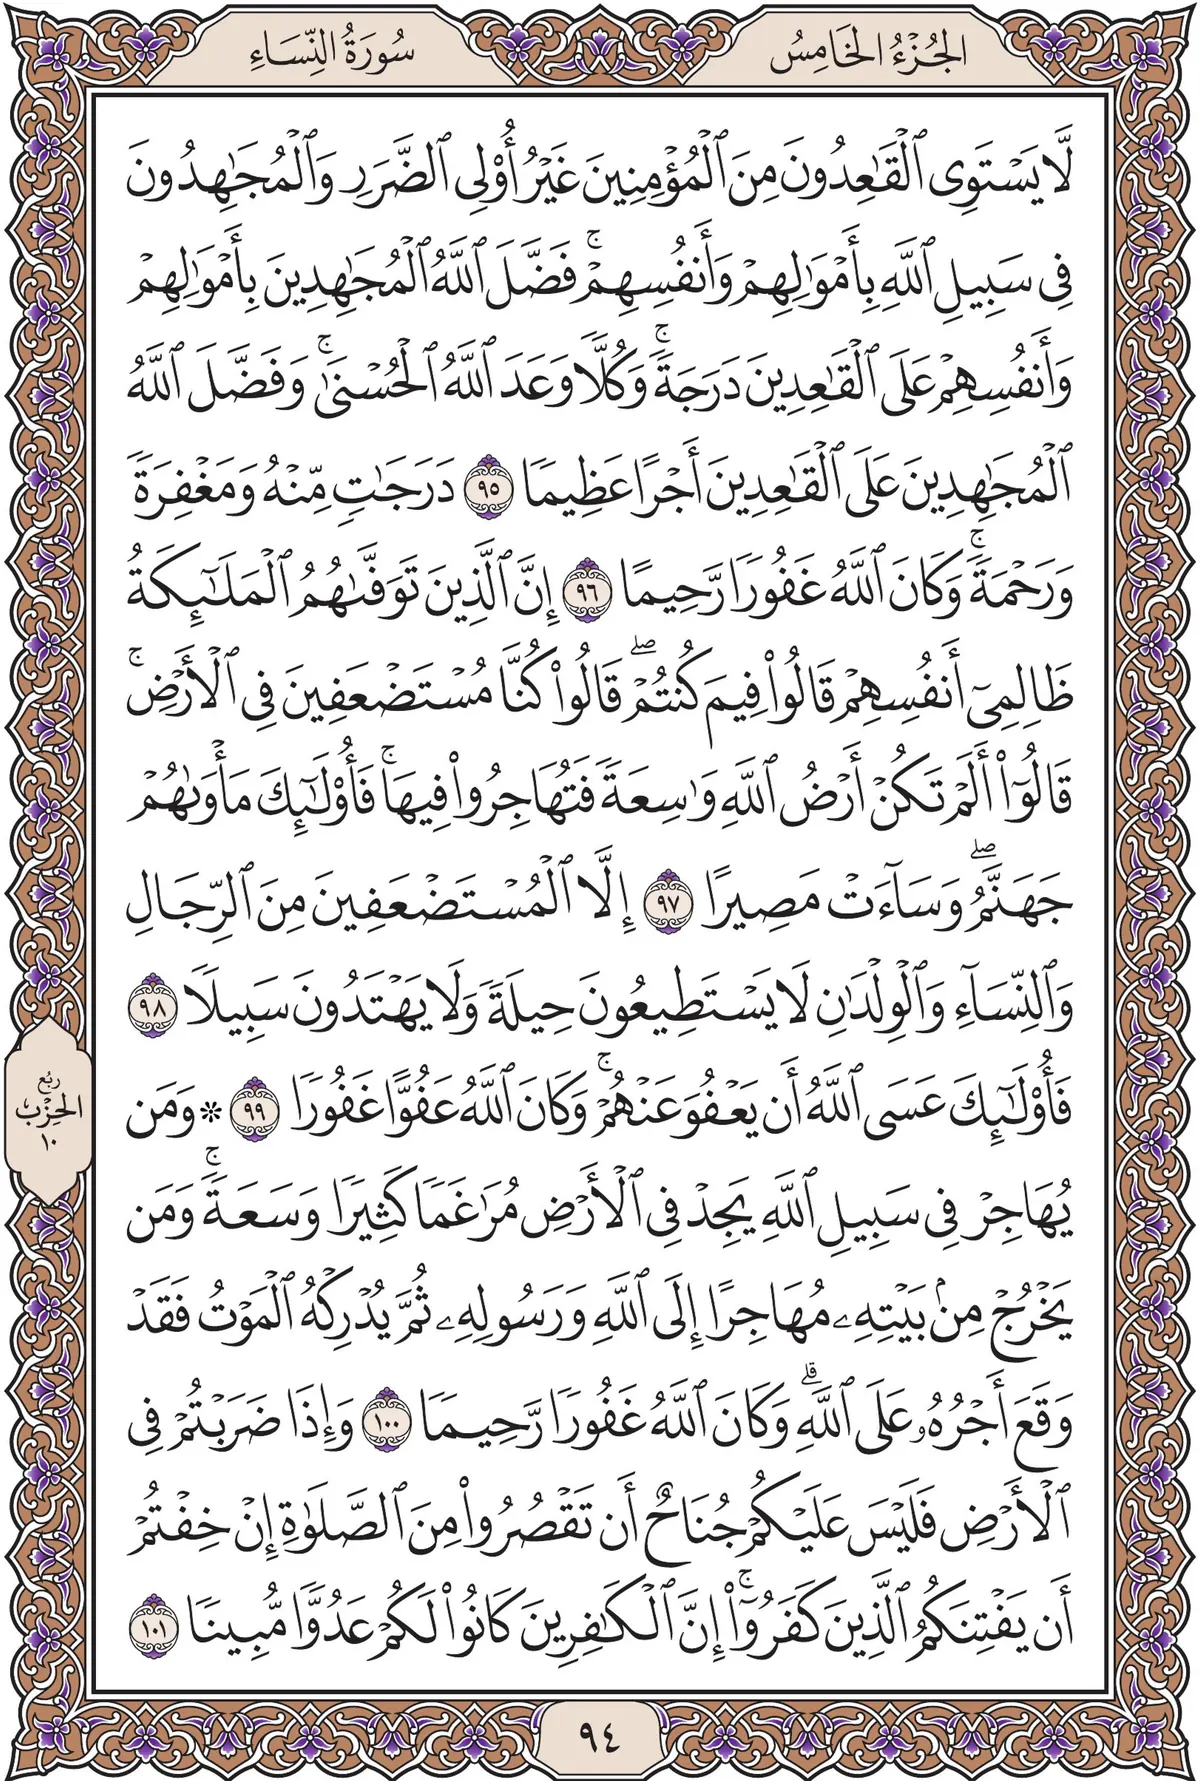 الجُزْءُ الخَامِسُ
سُورَةُ النِّسَاءِ
لَّا يَسْتَوِى ٱلْقَٰعِدُونَ مِنَ ٱلْمُؤْمِنِينَ غَيْرُ أُوْلِى ٱلضَّرَرِ وَٱلْمُجَٰهِدُونَ
فِى سَبِيلِ ٱللَّهِ بِأَمْوَٰلِهِمْ وَأَنفُسِهِمْۚ فَضَّلَ ٱللَّهُ ٱلْمُجَٰهِدِينَ بِأَمْوَٰلِهِمْ
وَأَنفُسِهِمْ عَلَى ٱلْقَٰعِدِينَ دَرَجَةًۚ وَكُلًّا وَعَدَ ٱللَّهُ ٱلْحُسْنَىٰۚ وَفَضَّلَ ٱللَّهُ
ٱلْمُجَٰهِدِينَ عَلَى ٱلْقَٰعِدِينَ أَجْرًا عَظِيمًا ٩٥ دَرَجَٰتٍ مِّنْهُ وَمَغْفِرَةً
وَرَحْمَةًۚ وَكَانَ ٱللَّهُ غَفُورًا رَّحِيمًا ٩٦ إِنَّ ٱلَّذِينَ تَوَفَّىٰهُمُ ٱلْمَلَٰٓئِكَةُ
ظَالِمِىٓ أَنفُسِهِمْ قَالُوا۟ فِيمَ كُنتُمْۖ قَالُوا۟ كُنَّا مُسْتَضْعَفِينَ فِى ٱلْأَرْضِۚ
قَالُوٓا۟ أَلَمْ تَكُنْ أَرْضُ ٱللَّهِ وَٰسِعَةً فَتُهَاجِرُوا۟ فِيهَاۚ فَأُو۟لَٰٓئِكَ مَأْوَىٰهُمْ
جَهَنَّمُۖ وَسَآءَتْ مَصِيرًا ٩٧ إِلَّا ٱلْمُسْتَضْعَفِينَ مِنَ ٱلرِّجَالِ
وَٱلنِّسَآءِ وَٱلْوِلْدَٰنِ لَا يَسْتَطِيعُونَ حِيلَةً وَلَا يَهْتَدُونَ سَبِيلًا ٩٨
فَأُو۟لَٰٓئِكَ عَسَى ٱللَّهُ أَن يَعْفُوَ عَنْهُمْۚ وَكَانَ ٱللَّهُ عَفُوًّا غَفُورًا ٩٩ * وَمَن
رُبُع
الحِزْب
١٠
يُهَاجِرْ فِى سَبِيلِ ٱللَّهِ يَجِدْ فِى ٱلْأَرْضِ مُرَٰغَمًا كَثِيرًا وَسَعَةًۚ وَمَن
يَخْرُجْ مِنۢ بَيْتِهِۦ مُهَاجِرًا إِلَى ٱللَّهِ وَرَسُولِهِۦ ثُمَّ يُدْرِكْهُ ٱلْمَوْتُ فَقَدْ
وَقَعَ أَجْرُهُۥ عَلَى ٱللَّهِۗ وَكَانَ ٱللَّهُ غَفُورًا رَّحِيمًا ١٠٠ وَإِذَا ضَرَبْتُمْ فِى
ٱلْأَرْضِ فَلَيْسَ عَلَيْكُمْ جُنَاحٌ أَن تَقْصُرُوا۟ مِنَ ٱلصَّلَوٰةِ إِنْ خِفْتُمْ
أَن يَفْتِنَكُمُ ٱلَّذِينَ كَفَرُوٓا۟ۚ إِنَّ ٱلْكَٰفِرِينَ كَانُوا۟ لَكُمْ عَدُوًّا مُّبِينًا ١٠١
٩٤